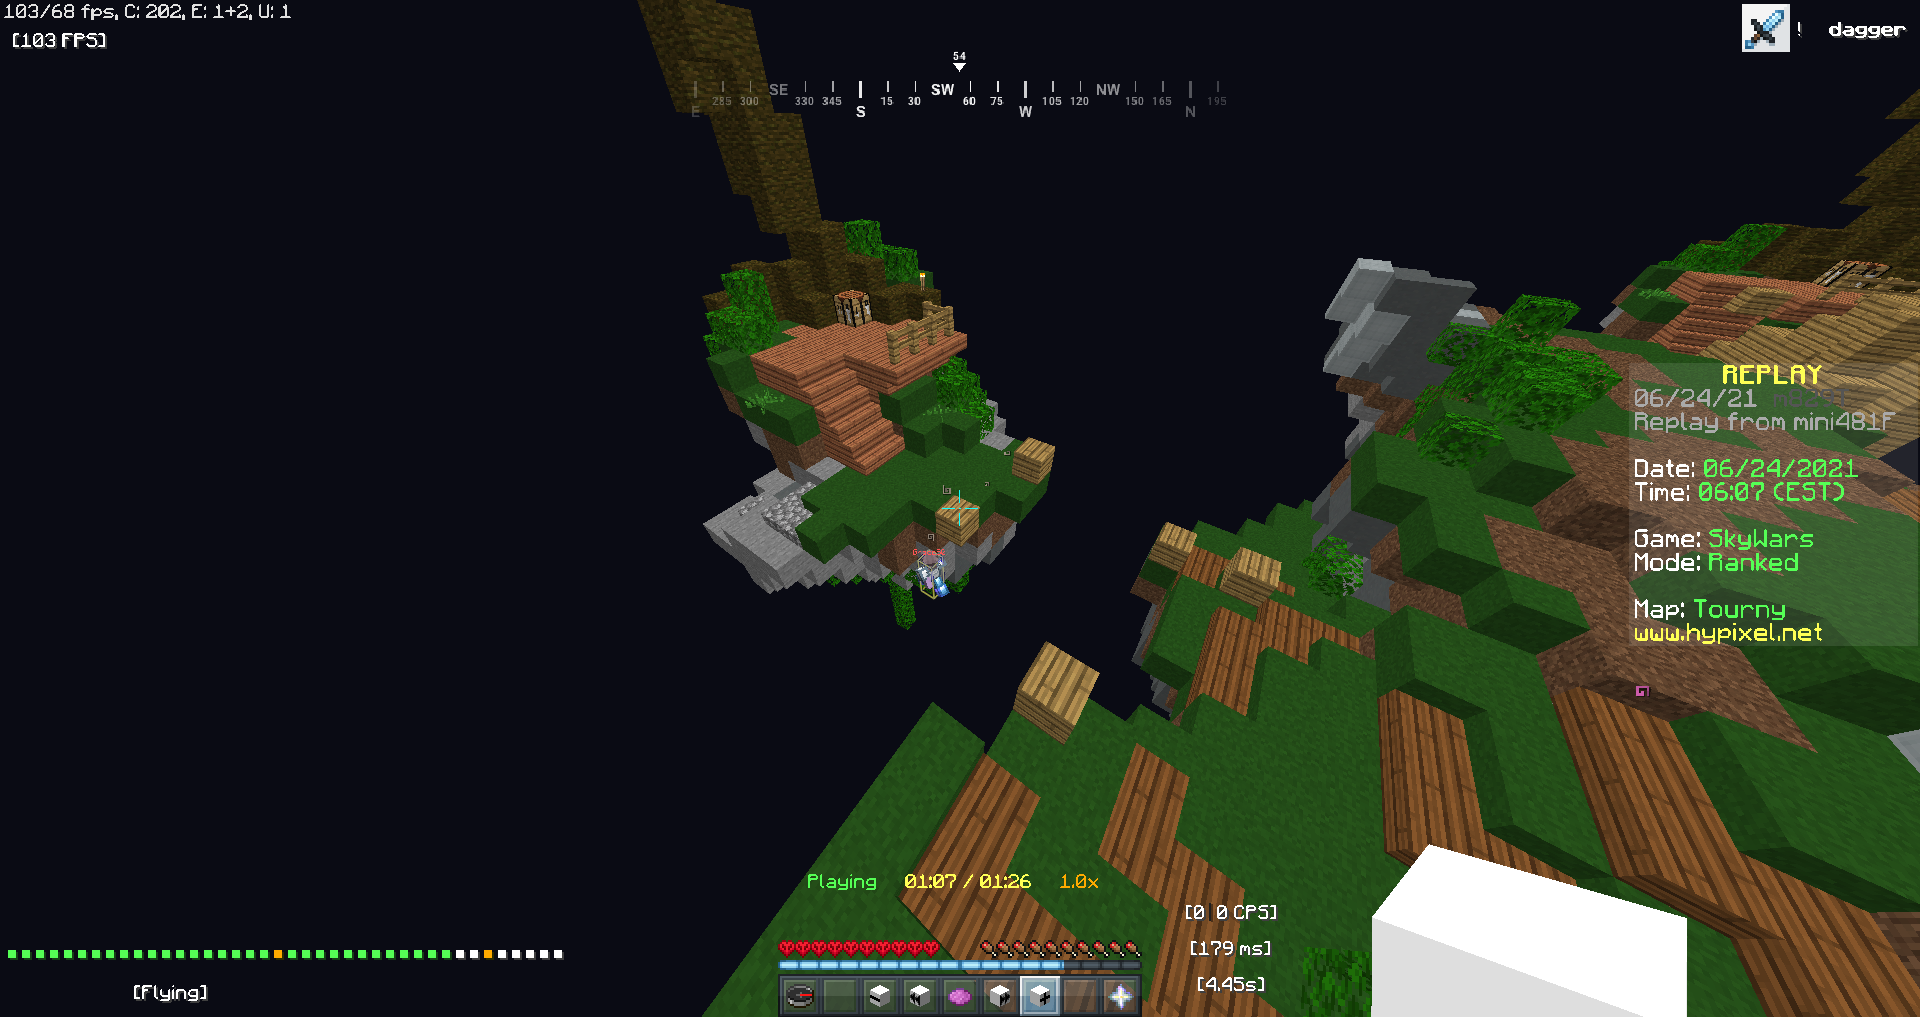 103/68 fps, C: 202, E: 1+2, U: 1
[103 FPS]
! dagger
54
285 300 SE 330 345 15 30 SW 60 75 105 120 NW 150 165 195
E S W N
REPLAY
06/24/21
Replay from mini481F
Date: 06/24/2021
Time: 06:07 (EST)
Game: SkyWars
Mode: Ranked
Map: Tourny
www.hypixel.net
Playing 01:07 / 01:26 1.0x
[0 0 CPS]
[179 ms]
[4.45s]
[Flying]